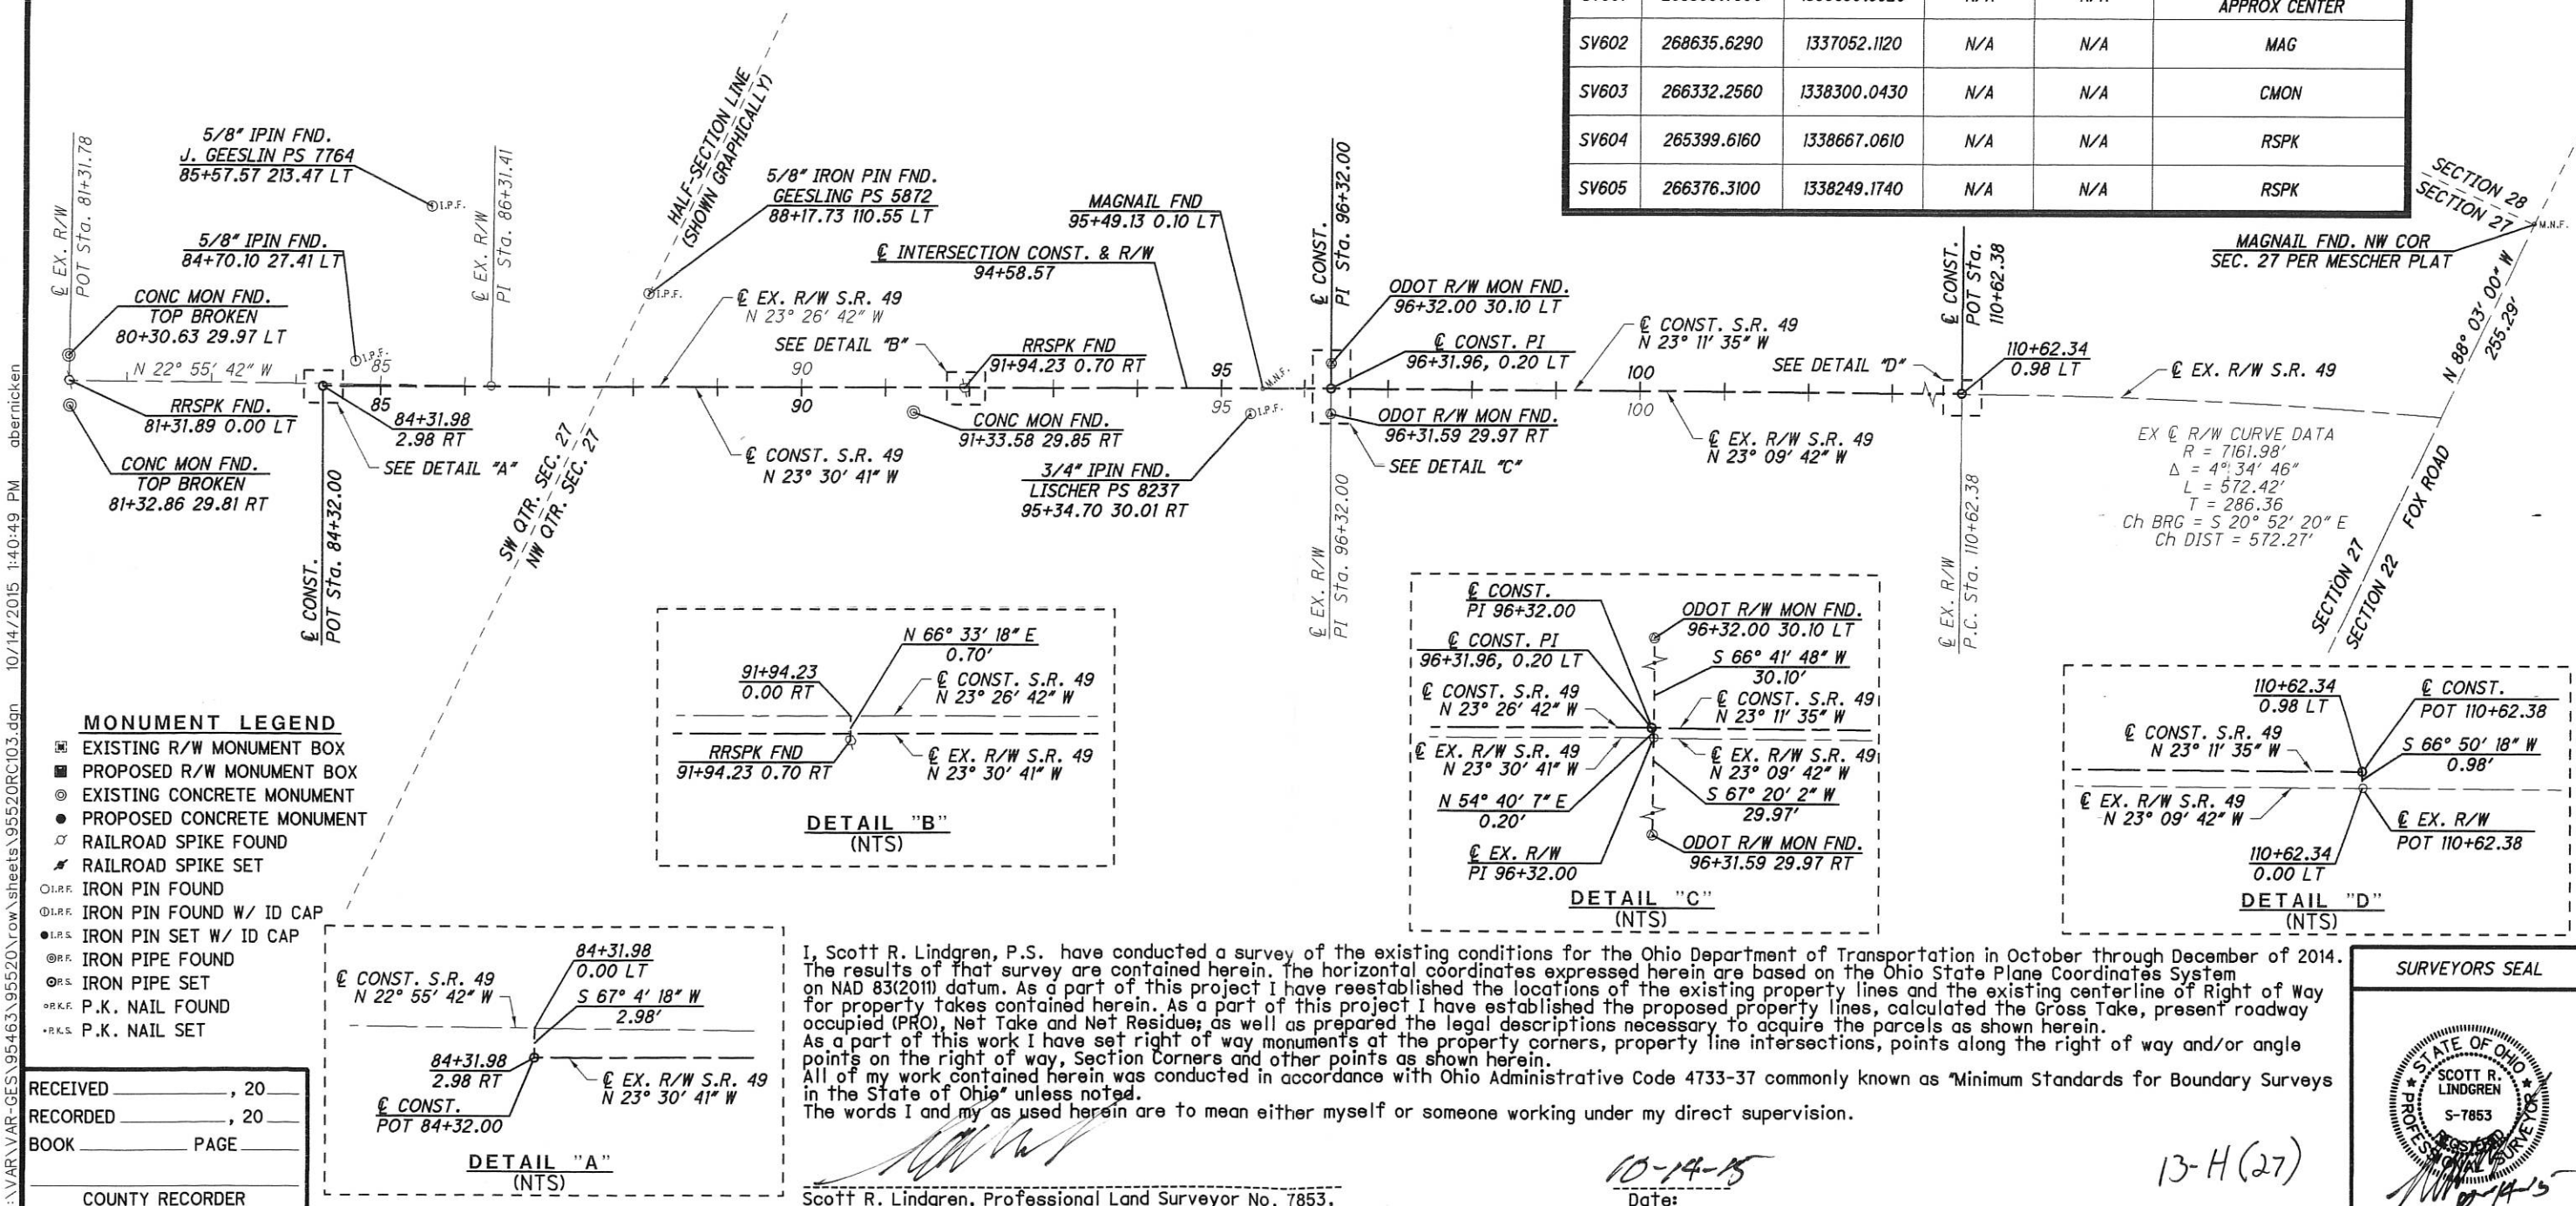 APPROX CENTER
SV602 268635.6290 1337052.1120 N/A N/A MAG
SV603 266332.2560 1338300.0430 N/A N/A CMON
SV604 265399.6160 1338667.0610 N/A N/A RSPK
SV605 266376.3100 1338249.1740 N/A N/A RSPK
℄ EX. R/W
POT Sta. 81+31.78
5/8" IPIN FND.
J. GEESLIN PS 7764
85+57.57 213.47 LT
I.P.F.
5/8" IPIN FND.
84+70.10 27.41 LT
I.P.F.
CONC MON FND.
TOP BROKEN
80+30.63 29.97 LT
N 22° 55' 42" W
RRSPK FND.
81+31.89 0.00 LT
CONC MON FND.
TOP BROKEN
81+32.86 29.81 RT
85
85
84+31.98
2.98 RT
SEE DETAIL "A"
℄ CONST.
POT Sta. 84+32.00
℄ EX. R/W
PI Sta. 86+31.41
HALF-SECTION LINE
(SHOWN GRAPHICALLY)
SW QTR. SEC. 27
NW QTR. SEC. 27
5/8" IRON PIN FND.
GEESLING PS 5872
88+17.73 110.55 LT
I.P.F.
℄ EX. R/W S.R. 49
N 23° 26' 42" W
℄ CONST. S.R. 49
N 23° 30' 41" W
90
90
SEE DETAIL "B"
℄ INTERSECTION CONST. & R/W
94+58.57
RRSPK FND
91+94.23 0.70 RT
CONC MON FND.
91+33.58 29.85 RT
MAGNAIL FND
95+49.13 0.10 LT
M.N.F.
95
95
I.P.F.
3/4" IPIN FND.
LISCHER PS 8237
95+34.70 30.01 RT
℄ CONST.
PI Sta. 96+32.00
ODOT R/W MON FND.
96+32.00 30.10 LT
℄ CONST. PI
96+31.96, 0.20 LT
ODOT R/W MON FND.
96+31.59 29.97 RT
SEE DETAIL "C"
℄ EX. R/W
PI Sta. 96+32.00
℄ CONST. S.R. 49
N 23° 11' 35" W
100
100
℄ EX. R/W S.R. 49
N 23° 09' 42" W
SEE DETAIL "D"
℄ CONST.
POT Sta.
110+62.38
110+62.34
0.98 LT
℄ EX. R/W
P.C. Sta. 110+62.38
℄ EX. R/W S.R. 49
SECTION 28
SECTION 27
M.N.F.
MAGNAIL FND. NW COR
SEC. 27 PER MESCHER PLAT
N 88° 03' 00" W
255.29'
EX ℄ R/W CURVE DATA
R = 7161.98'
Δ = 4° 34' 46"
L = 572.42'
T = 286.36
Ch BRG = S 20° 52' 20" E
Ch DIST = 572.27'
FOX ROAD
SECTION 27
SECTION 22
N 66° 33' 18" E
0.70'
91+94.23
0.00 RT
℄ CONST. S.R. 49
N 23° 26' 42" W
RRSPK FND
91+94.23 0.70 RT
℄ EX. R/W S.R. 49
N 23° 30' 41" W
DETAIL "B"
(NTS)
℄ CONST.
PI 96+32.00
℄ CONST. PI
96+31.96, 0.20 LT
℄ CONST. S.R. 49
N 23° 26' 42" W
℄ EX. R/W S.R. 49
N 23° 30' 41" W
N 54° 40' 7" E
0.20'
℄ EX. R/W
PI 96+32.00
ODOT R/W MON FND.
96+32.00 30.10 LT
S 66° 41' 48" W
30.10'
℄ CONST. S.R. 49
N 23° 11' 35" W
℄ EX. R/W S.R. 49
N 23° 09' 42" W
S 67° 20' 2" W
29.97'
ODOT R/W MON FND.
96+31.59 29.97 RT
DETAIL "C"
(NTS)
110+62.34
0.98 LT
℄ CONST.
POT 110+62.38
℄ CONST. S.R. 49
N 23° 11' 35" W
S 66° 50' 18" W
0.98'
℄ EX. R/W S.R. 49
N 23° 09' 42" W
℄ EX. R/W
POT 110+62.38
110+62.34
0.00 LT
DETAIL "D"
(NTS)
MONUMENT LEGEND
EXISTING R/W MONUMENT BOX
PROPOSED R/W MONUMENT BOX
EXISTING CONCRETE MONUMENT
PROPOSED CONCRETE MONUMENT
RAILROAD SPIKE FOUND
RAILROAD SPIKE SET
I.P.F. IRON PIN FOUND
I.P.F. IRON PIN FOUND W/ ID CAP
I.P.S. IRON PIN SET W/ ID CAP
P.F. IRON PIPE FOUND
P.S. IRON PIPE SET
P.K.F. P.K. NAIL FOUND
P.K.S. P.K. NAIL SET
84+31.98
0.00 LT
℄ CONST. S.R. 49
N 22° 55' 42" W
S 67° 4' 18" W
2.98'
84+31.98
2.98 RT
℄ EX. R/W S.R. 49
N 23° 30' 41" W
℄ CONST.
POT 84+32.00
DETAIL "A"
(NTS)
RECEIVED , 20
RECORDED , 20
BOOK PAGE
COUNTY RECORDER
I, Scott R. Lindgren, P.S. have conducted a survey of the existing conditions for the Ohio Department of Transportation in October through December of 2014.
The results of that survey are contained herein. The horizontal coordinates expressed herein are based on the Ohio State Plane Coordinates System
on NAD 83(2011) datum. As a part of this project I have reestablished the locations of the existing property lines and the existing centerline of Right of Way
for property takes contained herein. As a part of this project I have established the proposed property lines, calculated the Gross Take, present roadway
occupied (PRO), Net Take and Net Residue; as well as prepared the legal descriptions necessary to acquire the parcels as shown herein.
As a part of this work I have set right of way monuments at the property corners, property line intersections, points along the right of way and/or angle
points on the right of way, Section Corners and other points as shown herein.
All of my work contained herein was conducted in accordance with Ohio Administrative Code 4733-37 commonly known as "Minimum Standards for Boundary Surveys
in the State of Ohio" unless noted.
The words I and my as used herein are to mean either myself or someone working under my direct supervision.
Scott R. Lindgren, Professional Land Surveyor No. 7853.
10-14-15
Date:
13-H(27)
SURVEYORS SEAL
STATE OF OHIO
SCOTT R.
LINDGREN
S-7853
REGISTERED
PROFESSIONAL SURVEYOR
:\VAR\VAR-GES\95463\95520\row\sheets\95520RC103.dgn 10/14/2015 1:40:49 PM abernicken